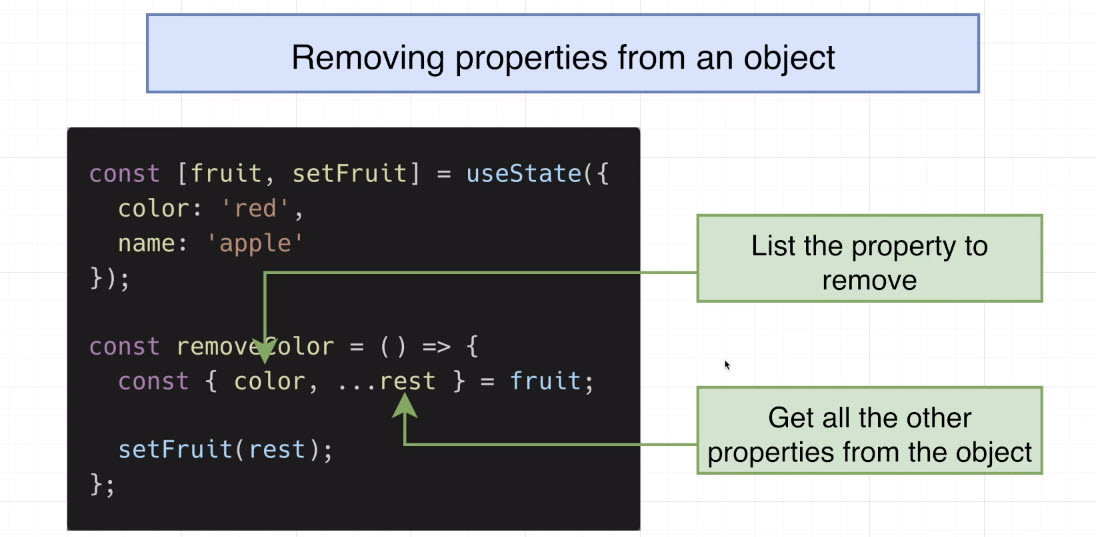 Removing properties from an object
const [fruit, setFruit] = useState({
  color: 'red',
  name: 'apple'
});
const removeColor = () => {
  const { color, ...rest } = fruit;
  setFruit(rest);
};
List the property to
remove
Get all the other
properties from the object